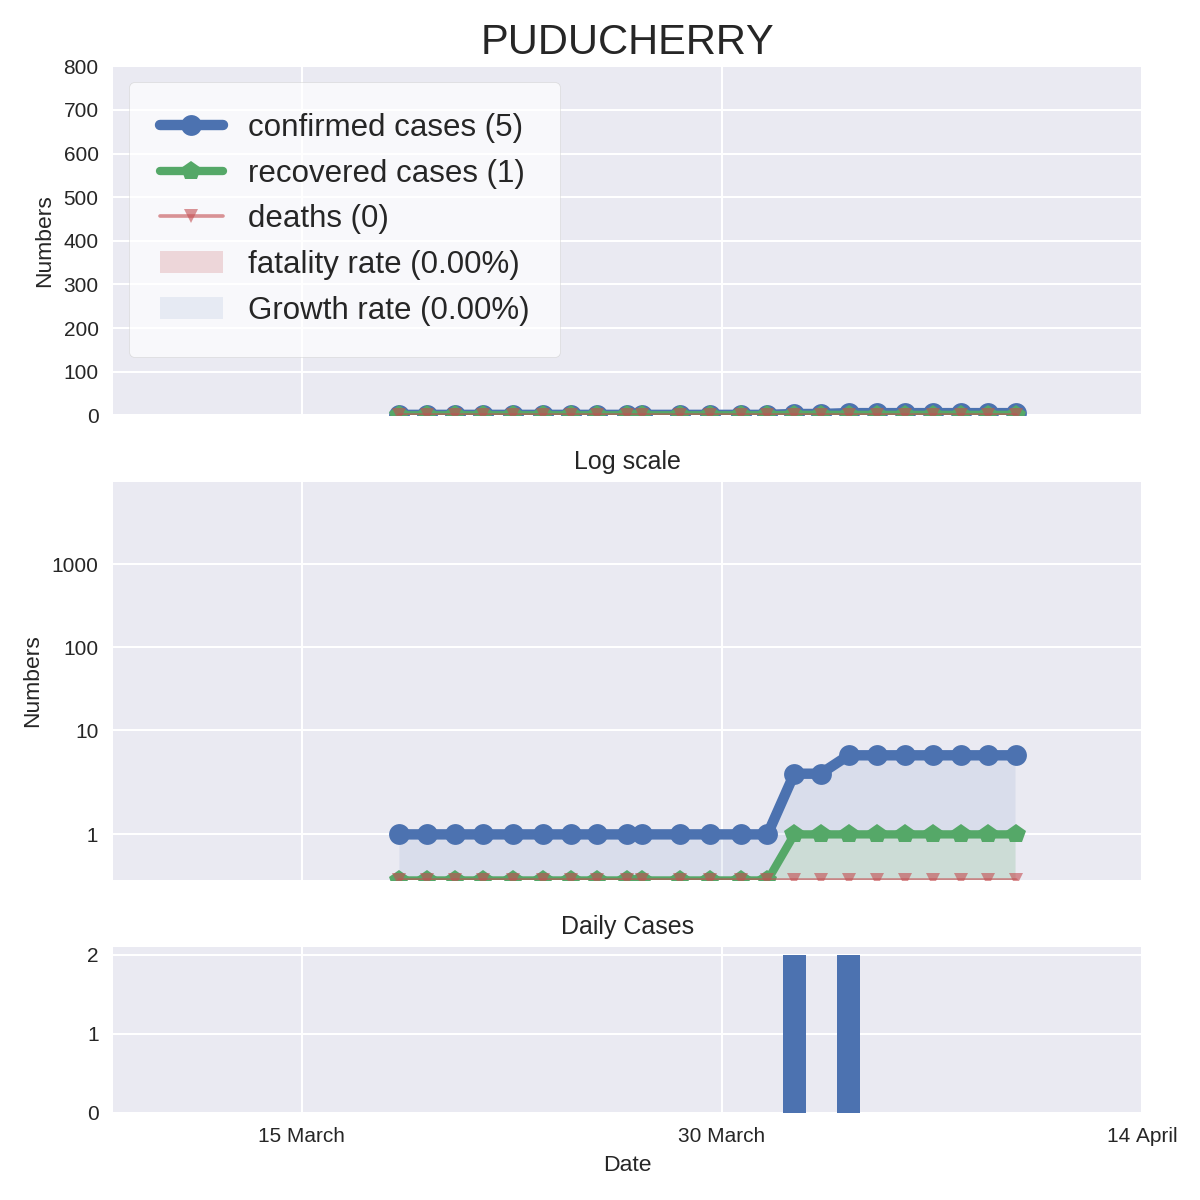 PUDUCHERRY
800
700
600
500
400
300
200
100
0
Numbers
confirmed cases (5)
recovered cases (1)
deaths (0)
fatality rate (0.00%)
Growth rate (0.00%)
Log scale
1000
100
10
1
Numbers
Daily Cases
2
1
0
15 March
30 March
14 April
Date